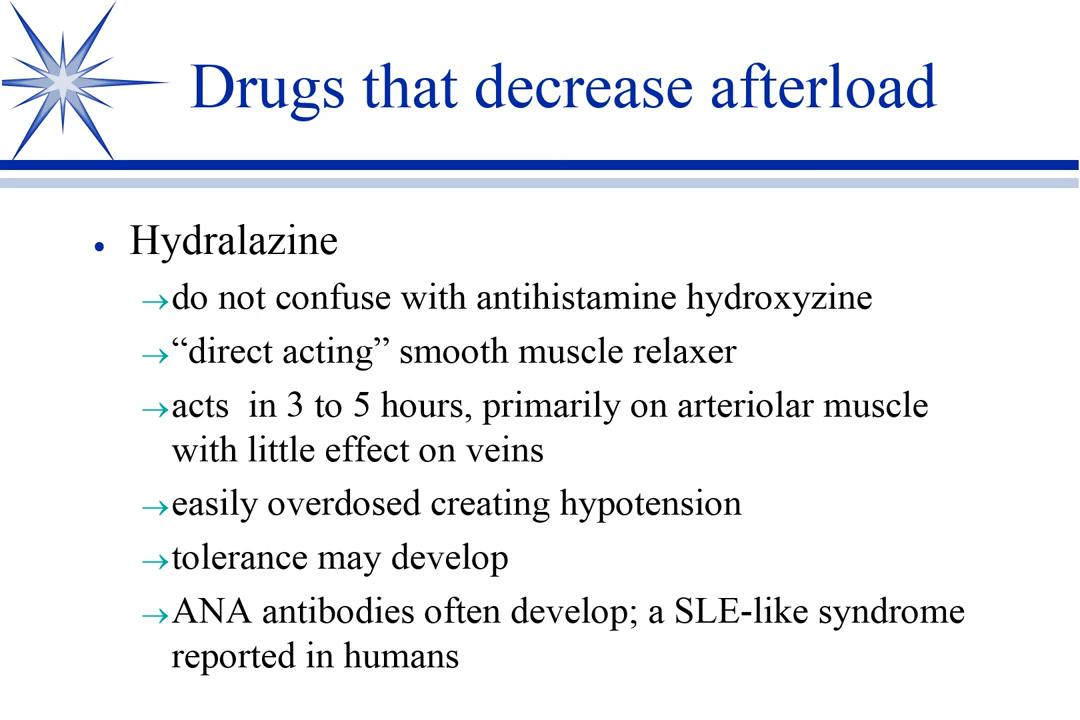 Drugs that decrease afterload
• Hydralazine
→do not confuse with antihistamine hydroxyzine
→“direct acting” smooth muscle relaxer
→acts  in 3 to 5 hours, primarily on arteriolar muscle
with little effect on veins
→easily overdosed creating hypotension
→tolerance may develop
→ANA antibodies often develop; a SLE-like syndrome
reported in humans